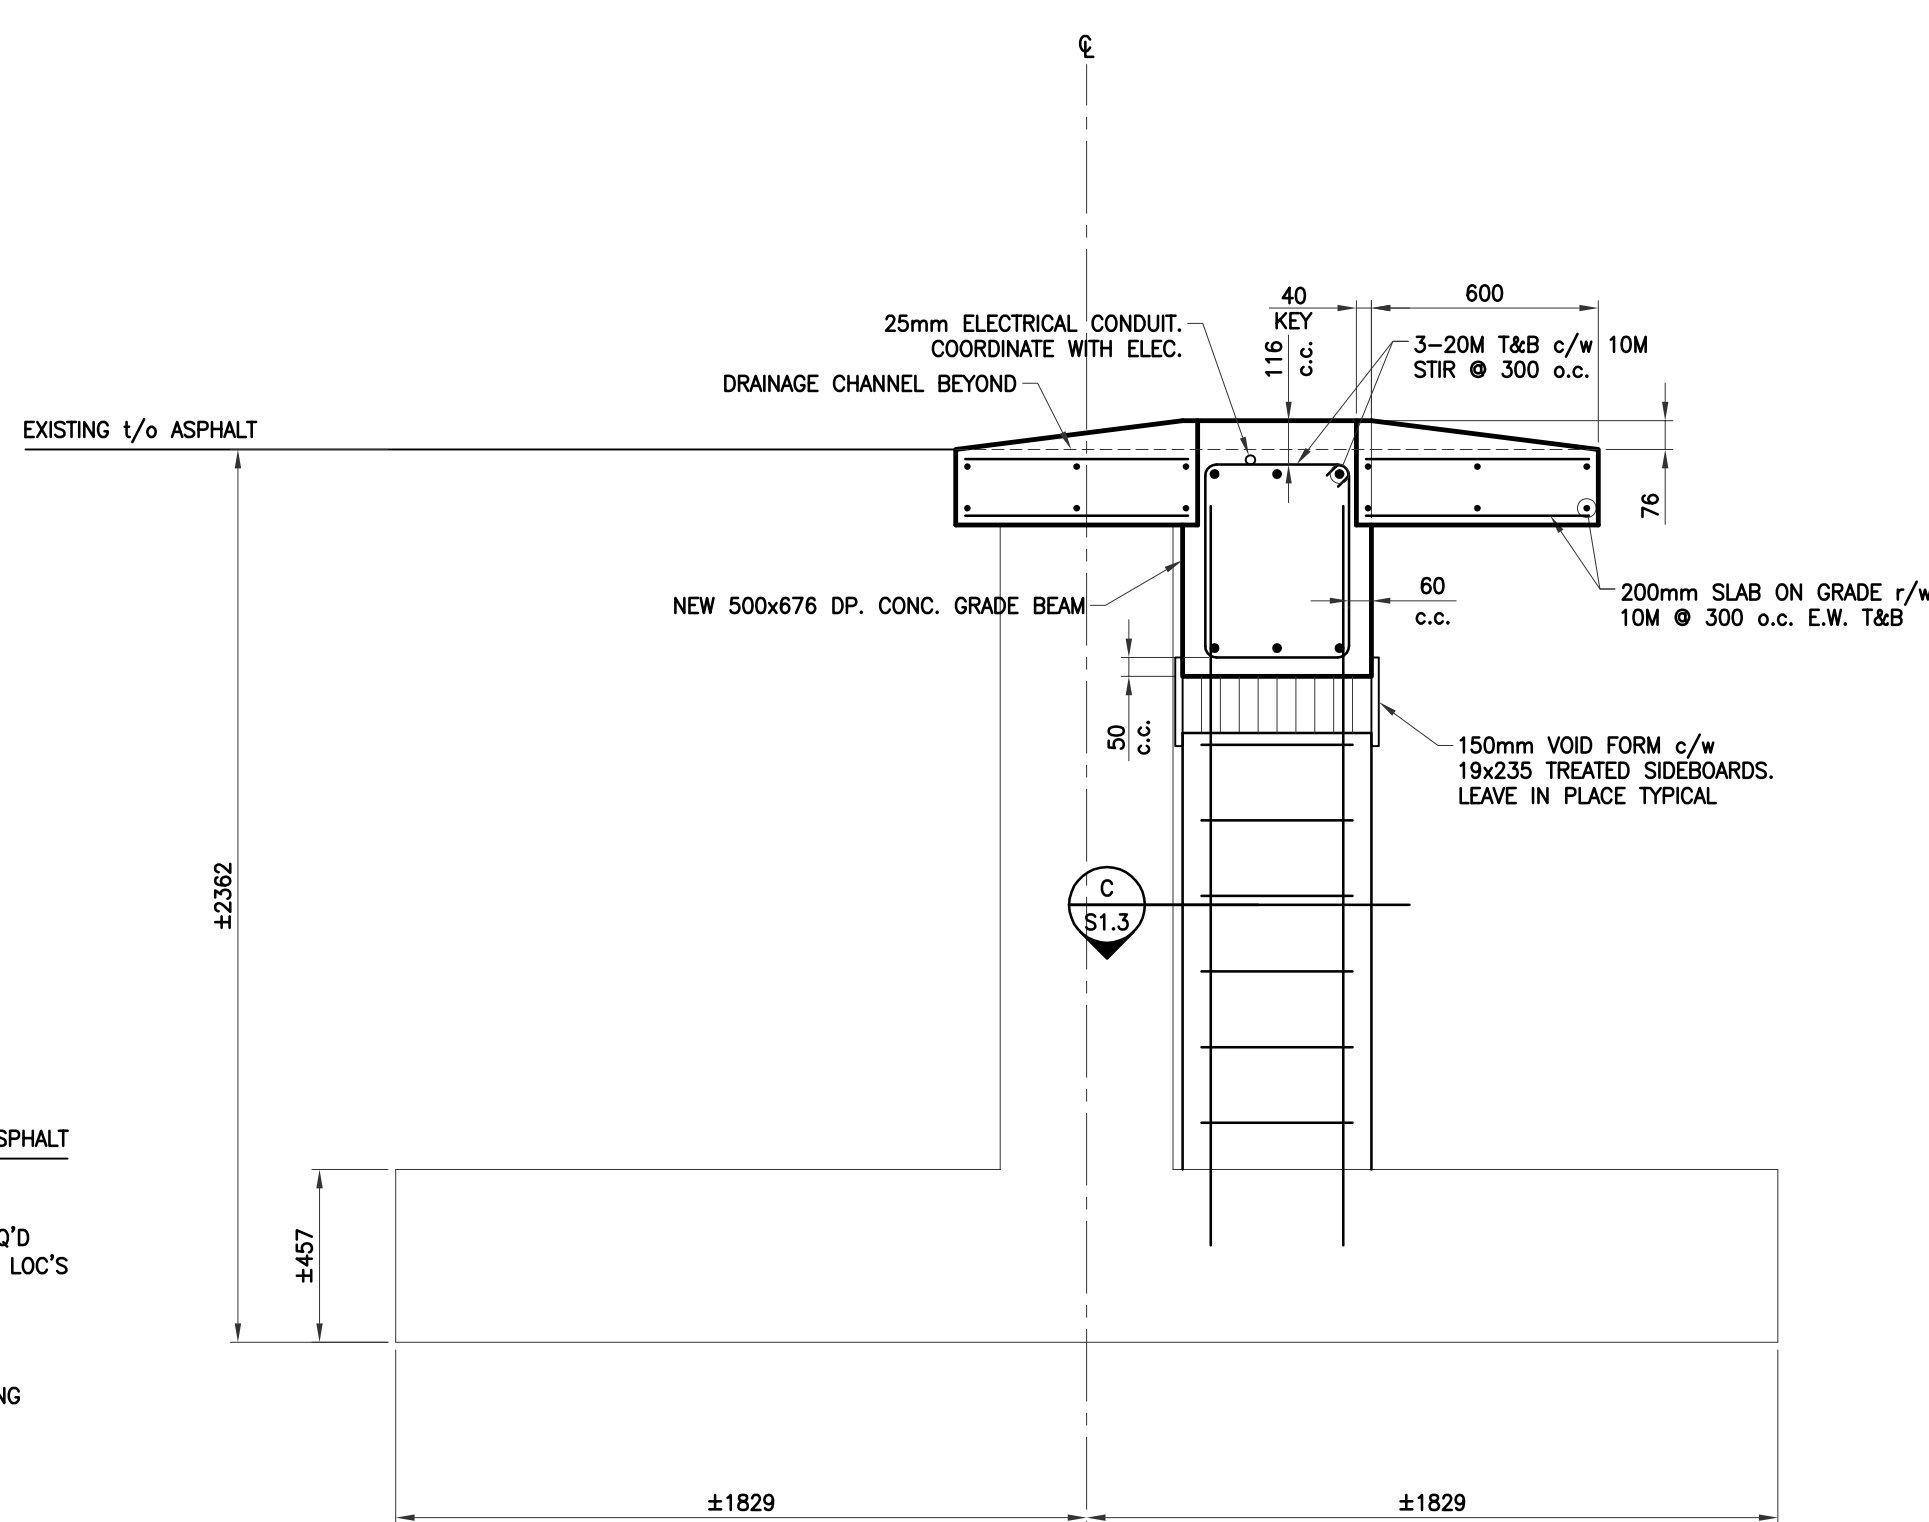 ℄
25mm ELECTRICAL CONDUIT.
COORDINATE WITH ELEC.
DRAINAGE CHANNEL BEYOND
EXISTING t/o ASPHALT
40
KEY
116
c.c.
600
3-20M T&B c/w 10M
STIR @ 300 o.c.
76
NEW 500x676 DP. CONC. GRADE BEAM
60
c.c.
200mm SLAB ON GRADE r/w
10M @ 300 o.c. E.W. T&B
50
c.c.
150mm VOID FORM c/w
19x235 TREATED SIDEBOARDS.
LEAVE IN PLACE TYPICAL
±2362
C
S1.3
SPHALT
Q'D
LOC'S
±457
NG
±1829
±1829